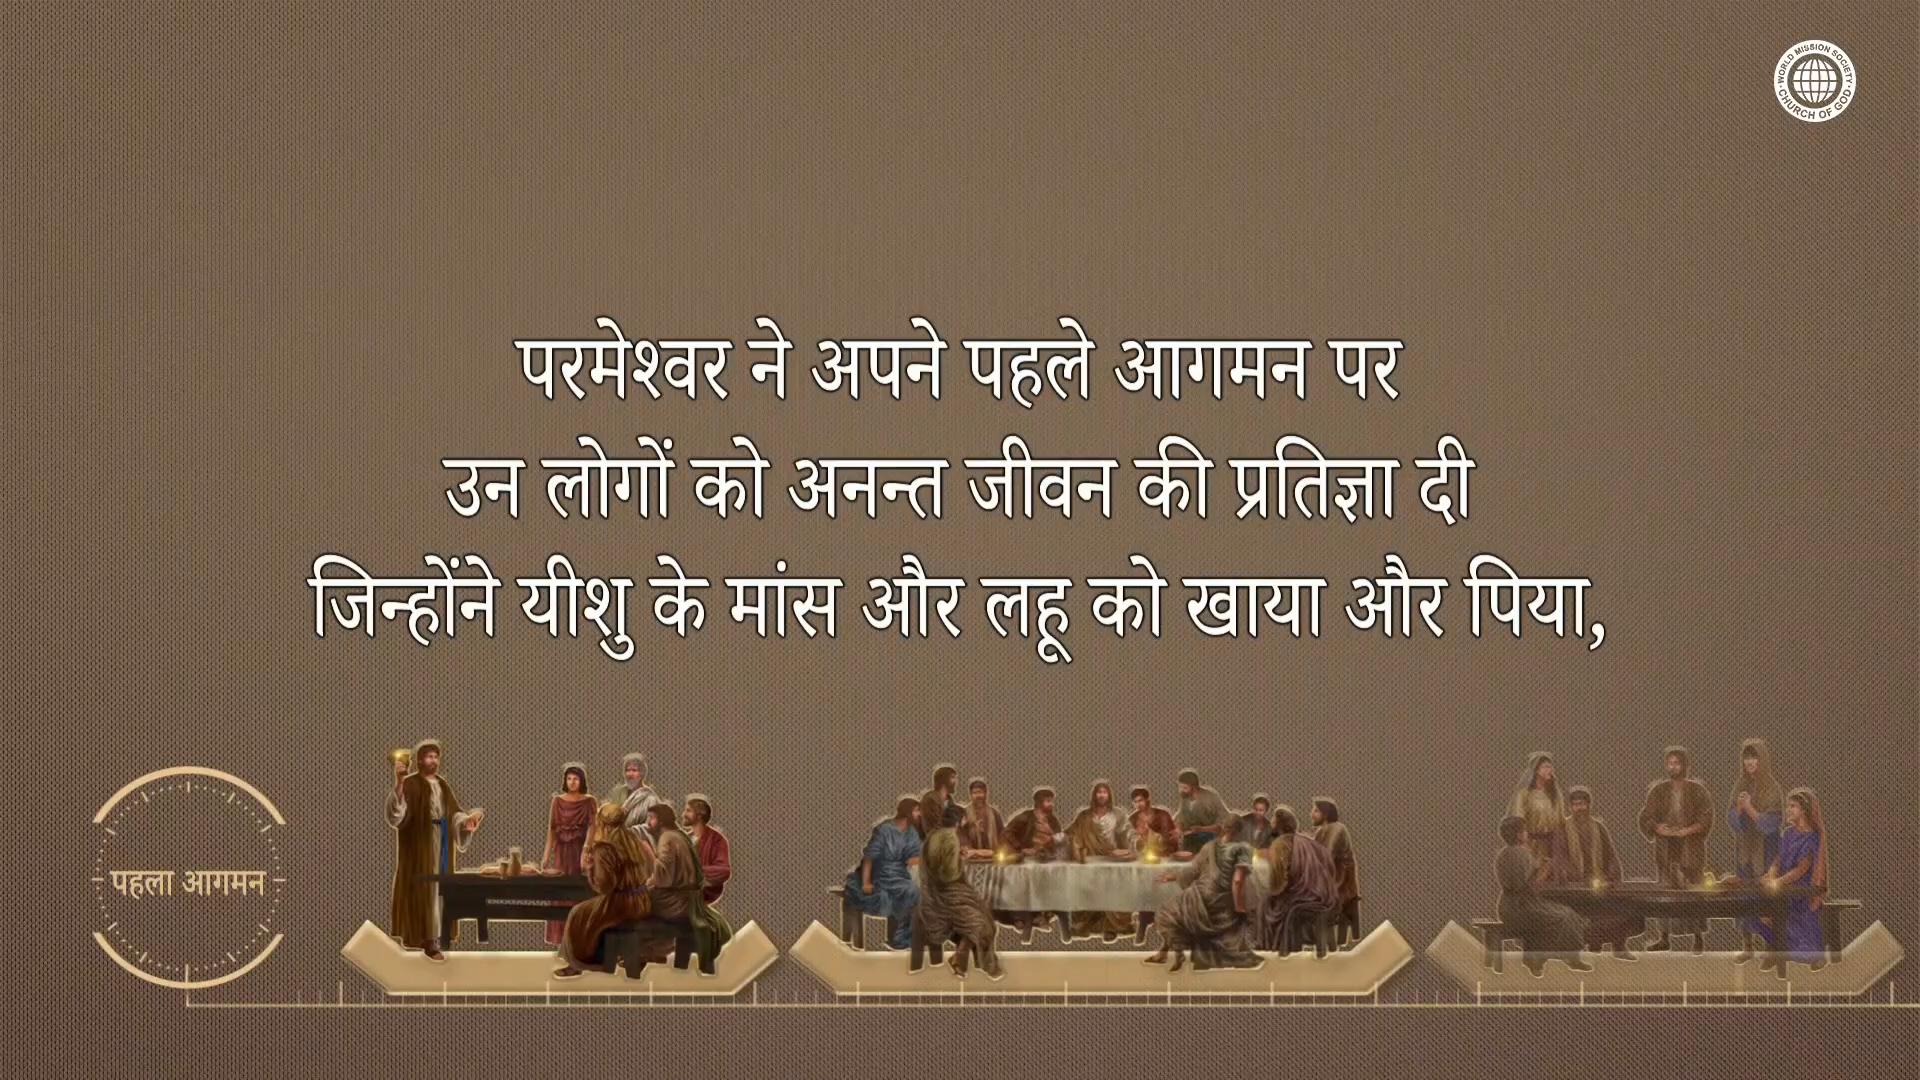 WORLD MISSION SOCIETY
CHURCH OF GOD
परमेश्वर ने अपने पहले आगमन पर
उन लोगों को अनन्त जीवन की प्रतिज्ञा दी
जिन्होंने यीशु के मांस और लहू को खाया और पिया,
पहला आगमन